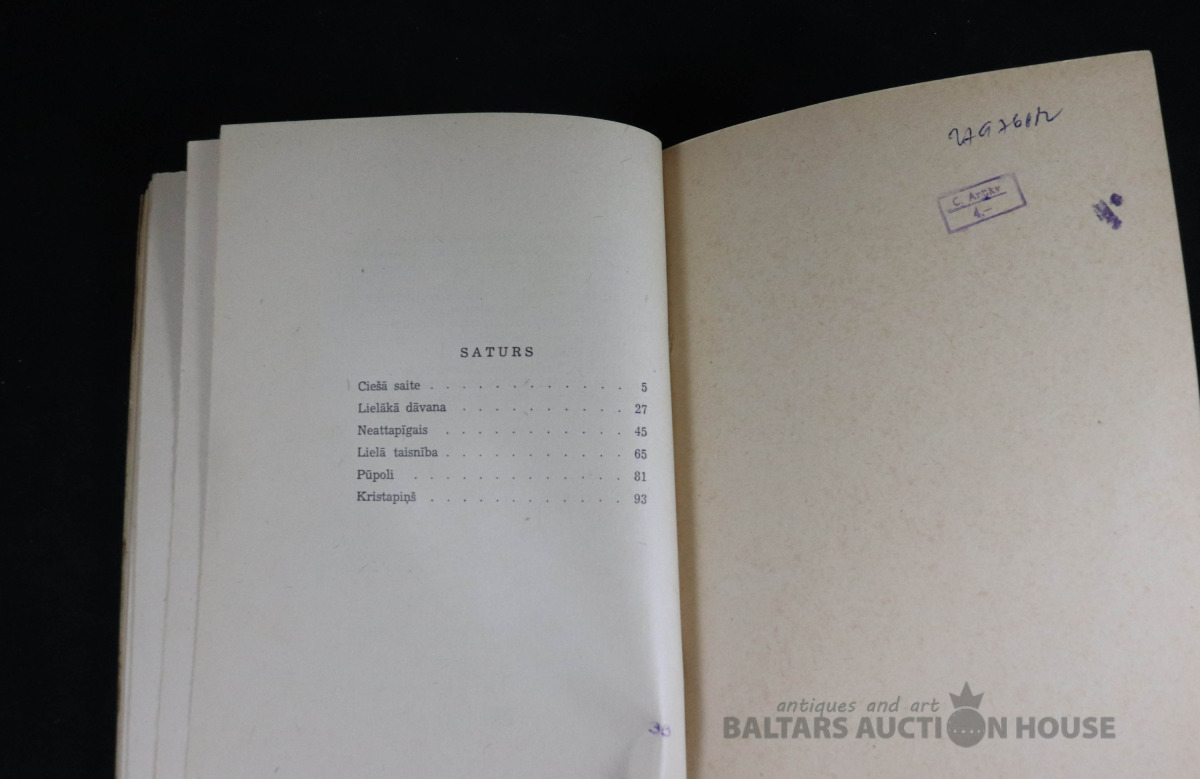 SATURS
Ciešā saite . . . . . . . . . . . . 5
Lielākā dāvana . . . . . . . . . . 27
Neattapīgais . . . . . . . . . . . 45
Lielā taisnība . . . . . . . . . . 65
Pūpoli . . . . . . . . . . . . 81
Kristapiņš . . . . . . . . . . . . 93
C.
4.-
antiques and art
BALTARS AUCTION HOUSE